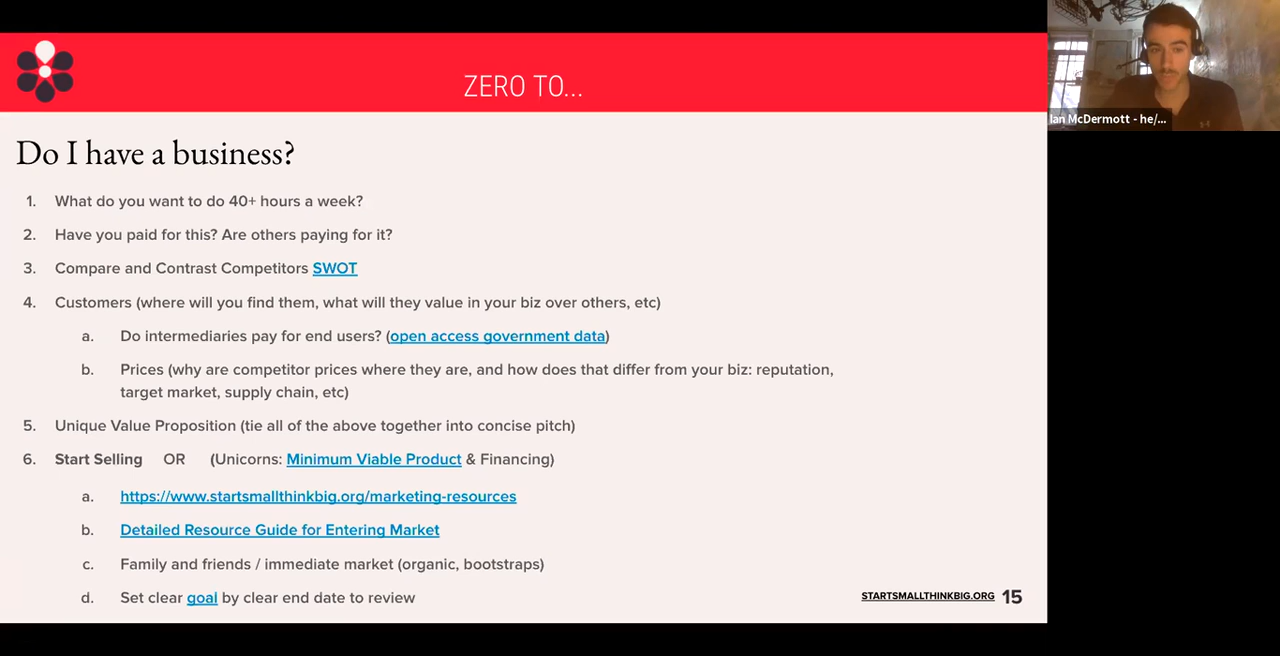 ZERO TO...
Ian McDermott - he/...
Do I have a business?
1. What do you want to do 40+ hours a week?
2. Have you paid for this? Are others paying for it?
3. Compare and Contrast Competitors SWOT
4. Customers (where will you find them, what will they value in your biz over others, etc)
a. Do intermediaries pay for end users? (open access government data)
b. Prices (why are competitor prices where they are, and how does that differ from your biz: reputation,
target market, supply chain, etc)
5. Unique Value Proposition (tie all of the above together into concise pitch)
6. Start Selling OR (Unicorns: Minimum Viable Product & Financing)
a. https://www.startsmallthinkbig.org/marketing-resources
b. Detailed Resource Guide for Entering Market
c. Family and friends / immediate market (organic, bootstraps)
d. Set clear goal by clear end date to review
STARTSMALLTHINKBIG.ORG 15